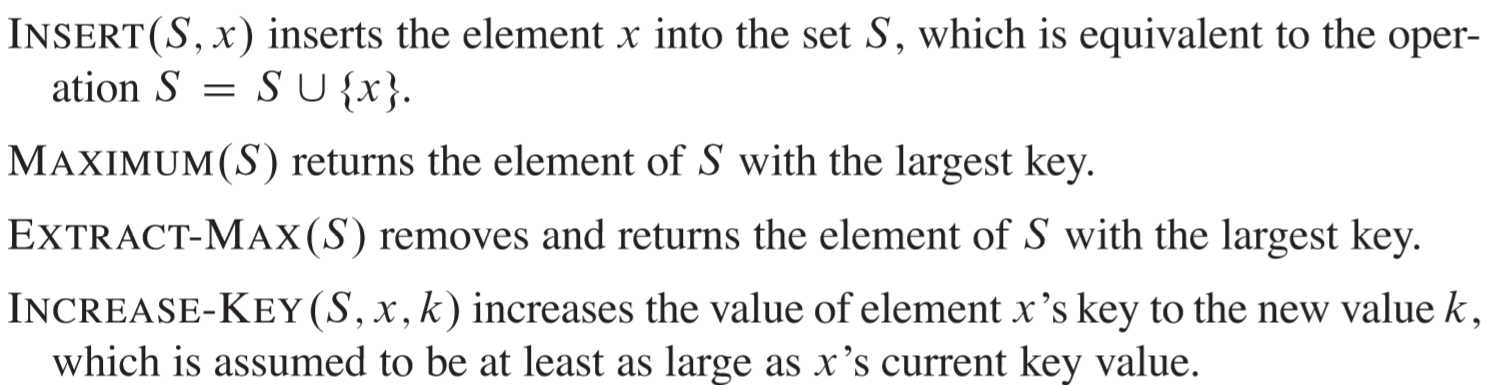 INSERT(S, x) inserts the element x into the set S, which is equivalent to the oper-
ation S = S ∪ {x}.
MAXIMUM(S) returns the element of S with the largest key.
EXTRACT-MAX(S) removes and returns the element of S with the largest key.
INCREASE-KEY(S, x, k) increases the value of element x’s key to the new value k,
which is assumed to be at least as large as x’s current key value.